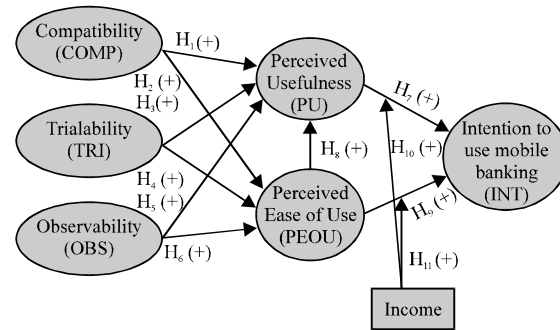 Compatibility
(COMP)
H₁ (+)
H₂ (+)
H₃(+)
Perceived
Usefulness
(PU)
H₇ (+)
Trialability
(TRI)
H₈ (+)
H₁₀ (+)
Intention to
use mobile
banking
(INT)
H₄ (+)
H₅ (+)
Perceived
Ease of Use
(PEOU)
H₉ (+)
Observability
(OBS)
H₆ (+)
H₁₁ (+)
Income